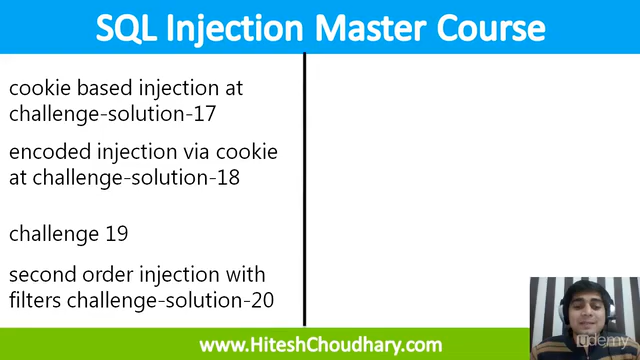 SQL Injection Master Course
cookie based injection at
challenge-solution-17
encoded injection via cookie
at challenge-solution-18
challenge 19
second order injection with
filters challenge-solution-20
www.HiteshChoudhary.com
udemy